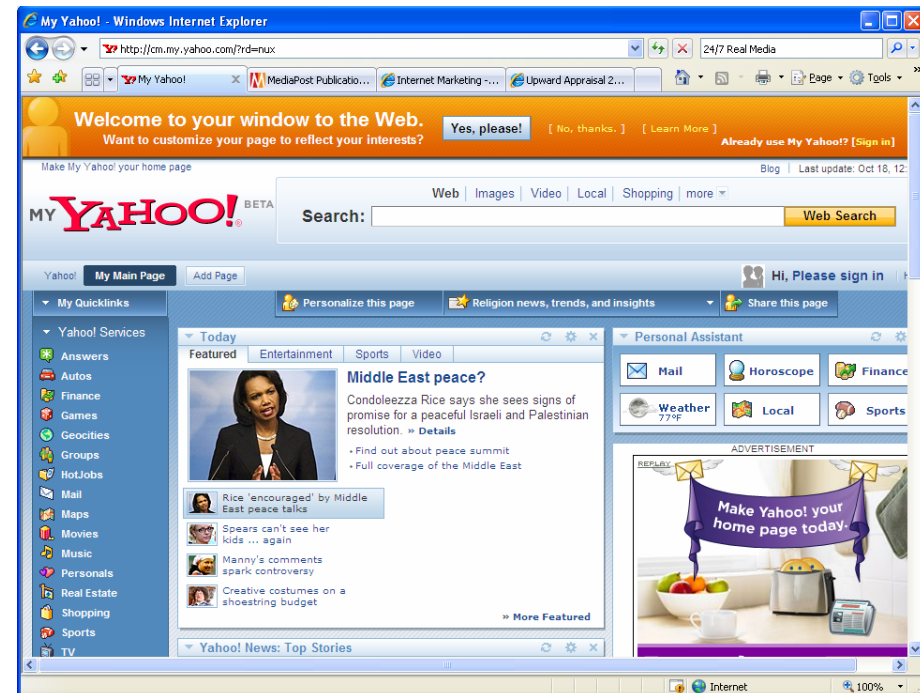 My Yahoo! - Windows Internet Explorer
http://cm.my.yahoo.com/?rd=nux
24/7 Real Media
My Yahoo!
MediaPost Publicatio...
Internet Marketing -...
Upward Appraisal 2...
Page
Tools
Welcome to your window to the Web.
Want to customize your page to reflect your interests?
Yes, please!
[ No, thanks. ]
[ Learn More ]
Already use My Yahoo!? [Sign in]
Make My Yahoo! your home page
Blog | Last update: Oct 18, 12:
MY YAHOO! BETA
Web | Images | Video | Local | Shopping | more
Search:
Web Search
Yahoo!
My Main Page
Add Page
Hi, Please sign in
My Quicklinks
Personalize this page
Religion news, trends, and insights
Share this page
Yahoo! Services
Answers
Autos
Finance
Games
Geocities
Groups
HotJobs
Mail
Maps
Movies
Music
Personals
Real Estate
Shopping
Sports
TV
Today
Featured
Entertainment
Sports
Video
Middle East peace?
Condoleezza Rice says she sees signs of
promise for a peaceful Israeli and Palestinian
resolution. » Details
• Find out about peace summit
• Full coverage of the Middle East
Rice 'encouraged' by Middle
East peace talks
Spears can't see her
kids ... again
Manny's comments
spark controversy
Creative costumes on a
shoestring budget
» More Featured
Yahoo! News: Top Stories
Personal Assistant
Mail
Horoscope
Finance
Weather
77°F
Local
Sports
ADVERTISEMENT
REPLAY
Make Yahoo! your
home page today.
Internet
100%